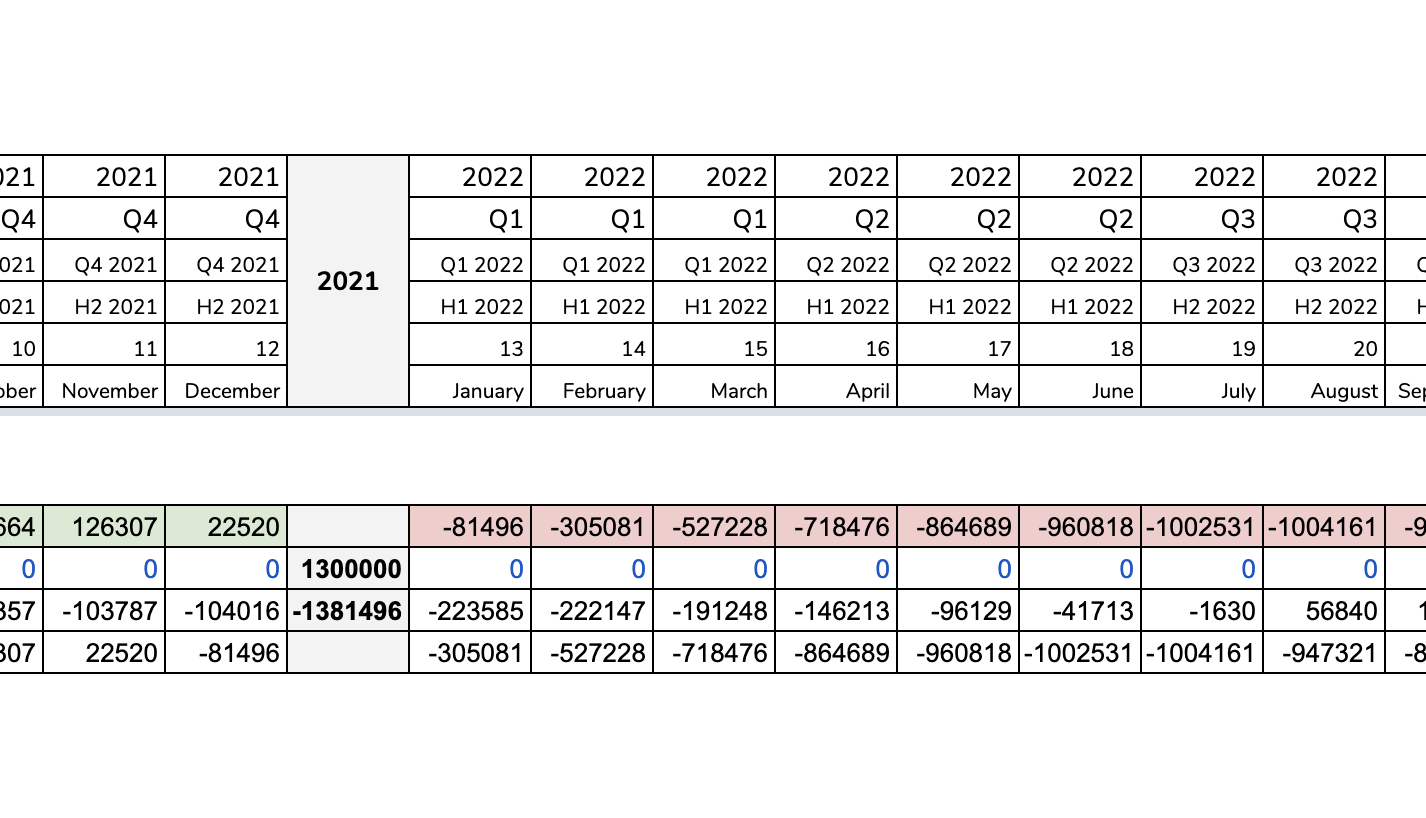 021 2021 2021 2022 2022 2022 2022 2022 2022 2022 2022
Q4 Q4 Q4 Q1 Q1 Q1 Q2 Q2 Q2 Q3 Q3
021 Q4 2021 Q4 2021 2021 Q1 2022 Q1 2022 Q1 2022 Q2 2022 Q2 2022 Q2 2022 Q3 2022 Q3 2022
021 H2 2021 H2 2021 H1 2022 H1 2022 H1 2022 H1 2022 H1 2022 H1 2022 H2 2022 H2 2022 H
10 11 12 13 14 15 16 17 18 19 20
ober November December January February March April May June July August Sep
664 126307 22520 -81496 -305081 -527228 -718476 -864689 -960818 -1002531 -1004161 -9
0 0 0 1300000 0 0 0 0 0 0 0 0
357 -103787 -104016 -1381496 -223585 -222147 -191248 -146213 -96129 -41713 -1630 56840 1
307 22520 -81496 -305081 -527228 -718476 -864689 -960818 -1002531 -1004161 -947321 -8